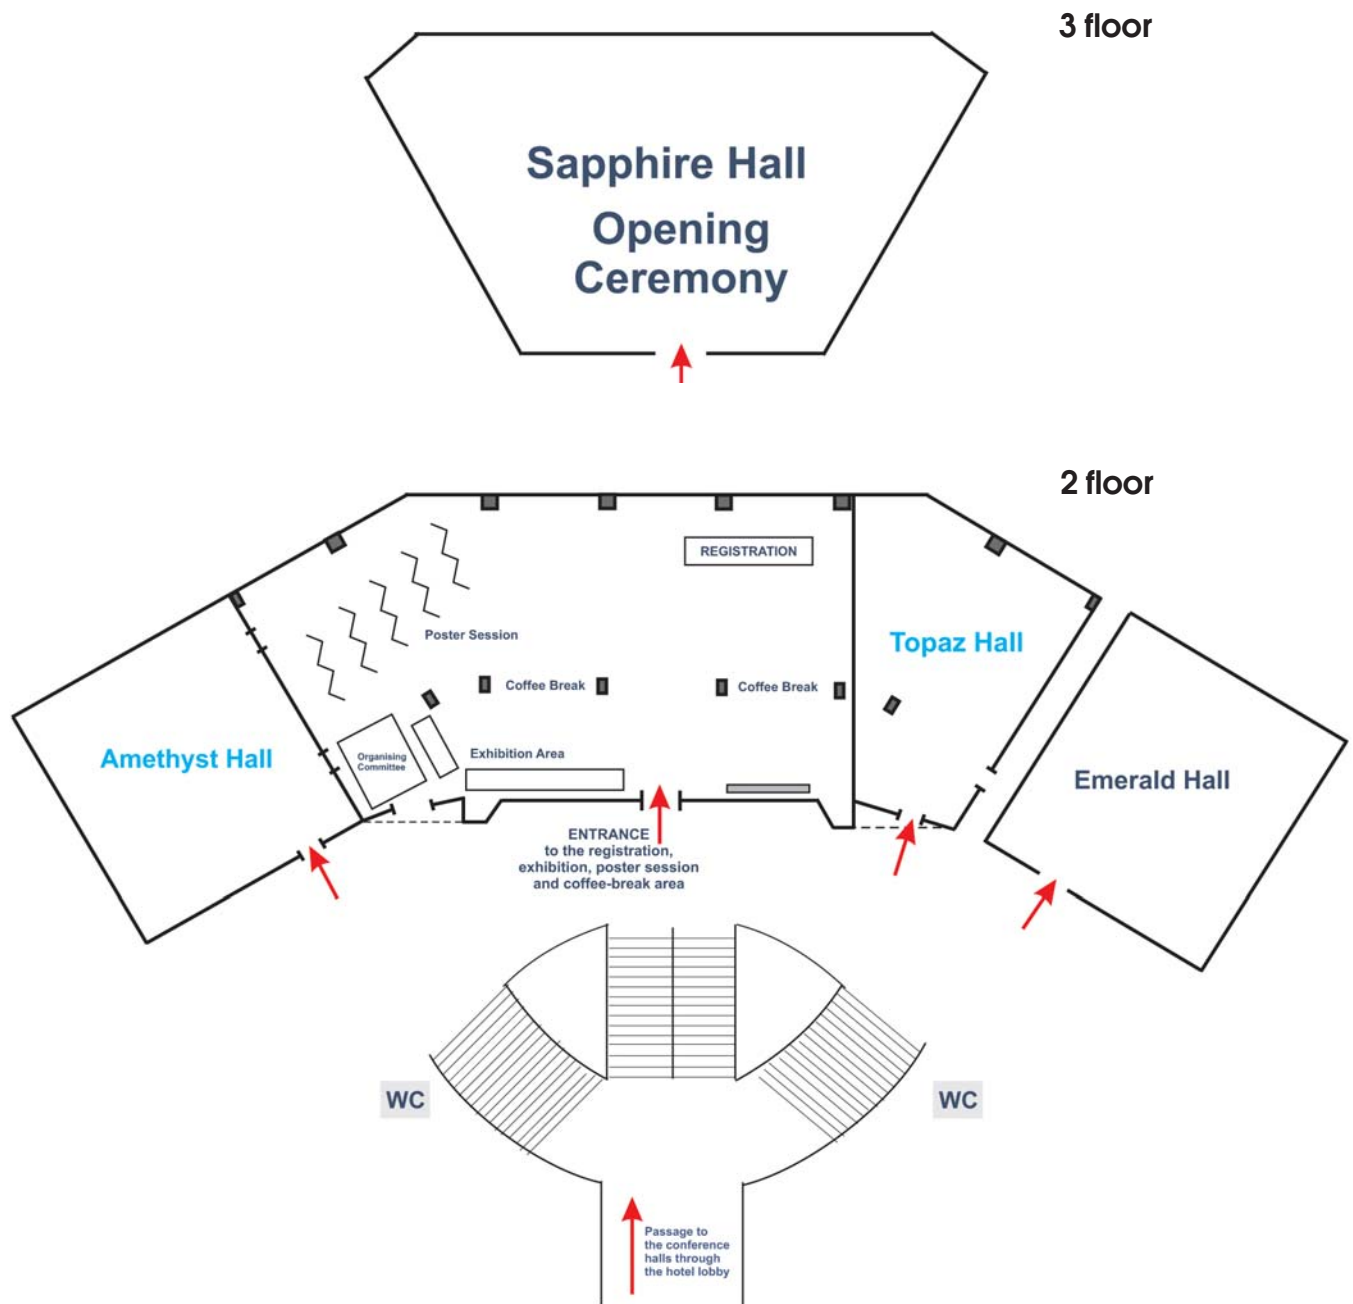 3 floor
Sapphire Hall
Opening
Ceremony
2 floor
REGISTRATION
Poster Session
Topaz Hall
Coffee Break
Coffee Break
Amethyst Hall
Organising
Committee
Exhibition Area
Emerald Hall
ENTRANCE
to the registration,
exhibition, poster session
and coffee-break area
WC
WC
Passage to
the conference
halls through
the hotel lobby